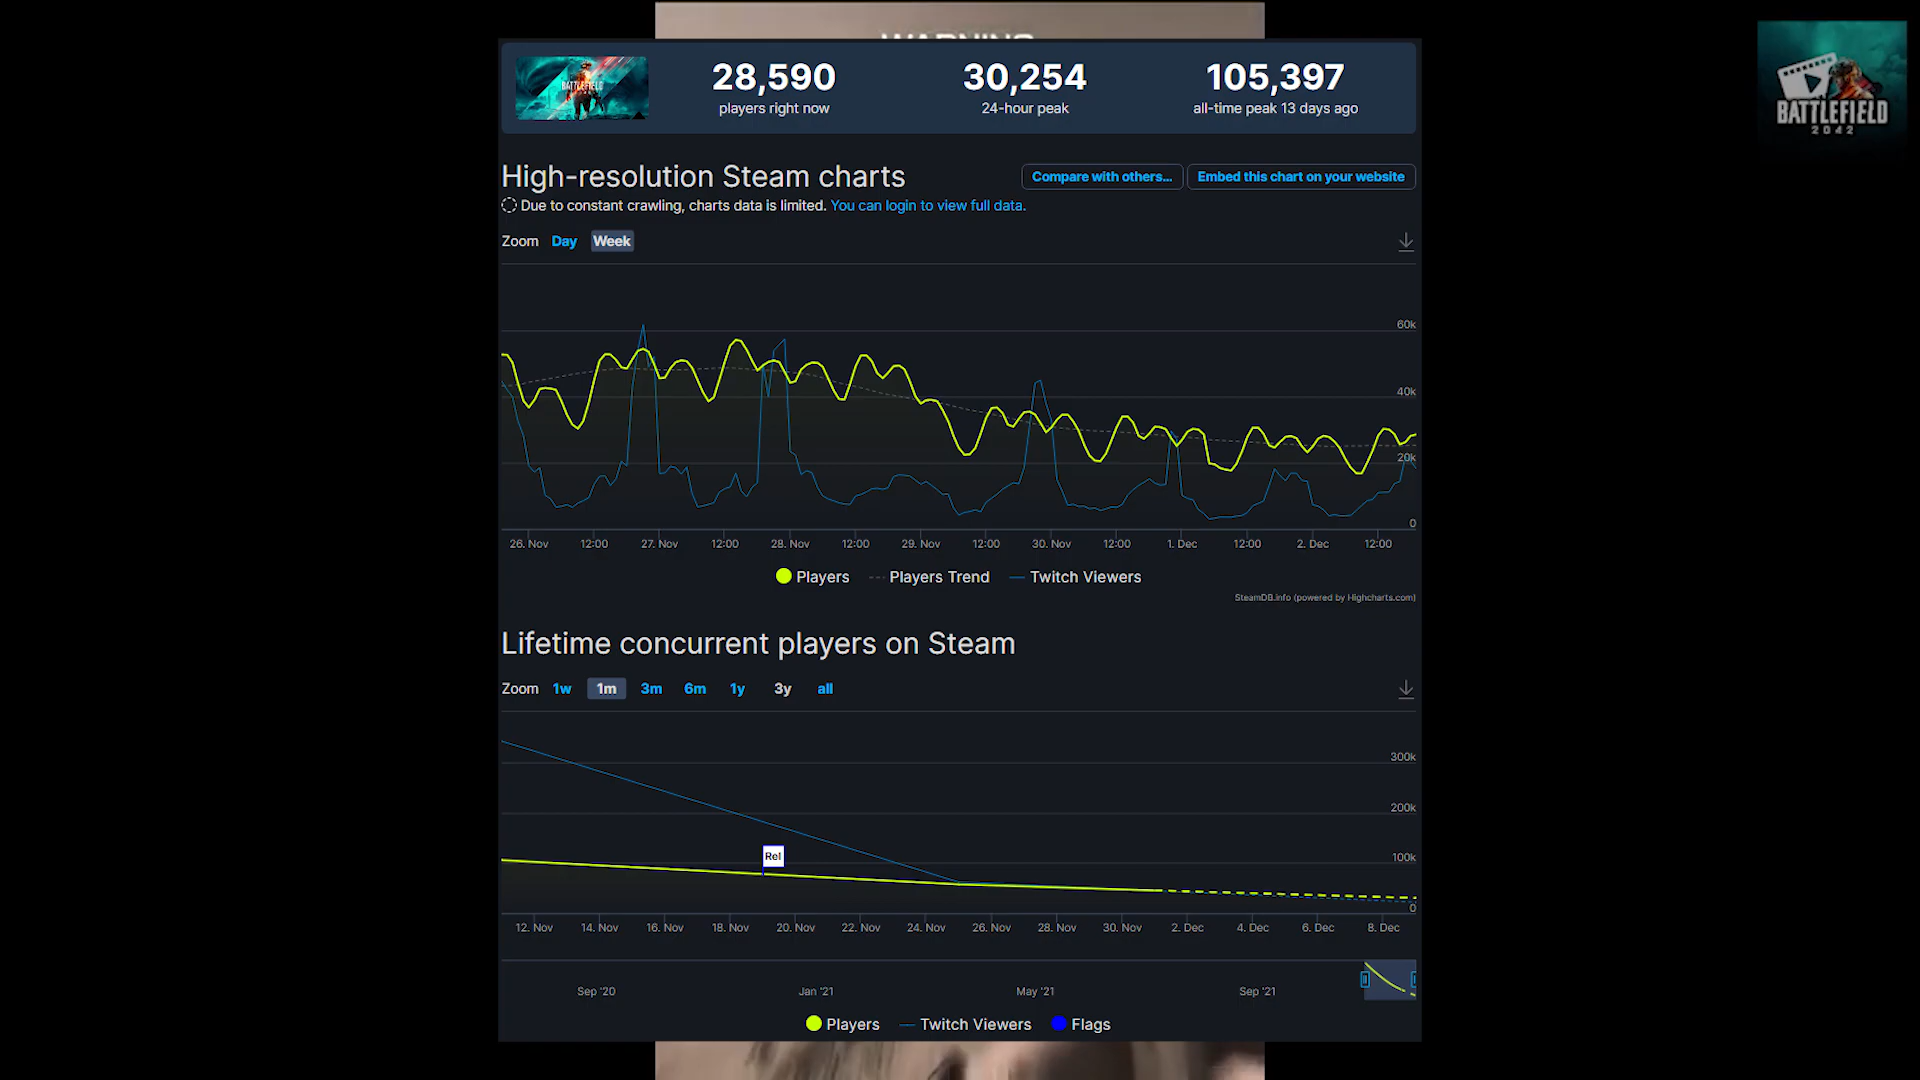 WARNING
BATTLEFIELD
28,590
30,254
105,397
players right now
24-hour peak
all-time peak 13 days ago
BATTLEFIELD
2042
High-resolution Steam charts
Compare with others...
Embed this chart on your website
Due to constant crawling, charts data is limited. You can login to view full data.
Zoom Day Week
60k
40k
20k
0
26. Nov 12:00 27. Nov 12:00 28. Nov 12:00 29. Nov 12:00 30. Nov 12:00 1. Dec 12:00 2. Dec 12:00
Players Players Trend Twitch Viewers
SteamDB.info (powered by Highcharts.com)
Lifetime concurrent players on Steam
Zoom 1w 1m 3m 6m 1y 3y all
300k
200k
Rel
100k
0
12. Nov 14. Nov 16. Nov 18. Nov 20. Nov 22. Nov 24. Nov 26. Nov 28. Nov 30. Nov 2. Dec 4. Dec 6. Dec 8. Dec
Sep '20 Jan '21 May '21 Sep '21
Players Twitch Viewers Flags